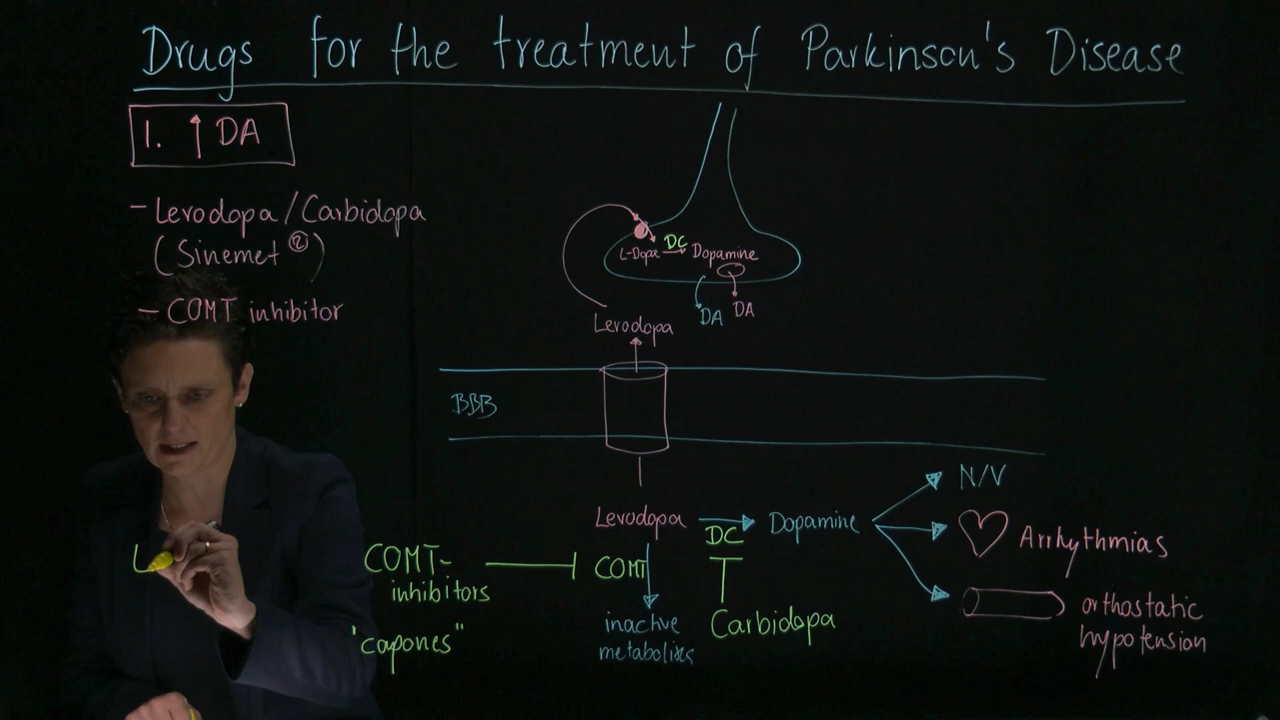 Drugs for the treatment of Parkinson's Disease
1. ↑ DA
- Levodopa/Carbidopa
(Sinemet ®)
- COMT inhibitor
L-Dopa
DC
Dopamine
DA
DA
Levodopa
BBB
Levodopa
DC
Dopamine
N/V
Arrhythmias
orthostatic
hypotension
COMT-
inhibitors
"capones"
COMT
inactive
metabolites
Carbidopa
L